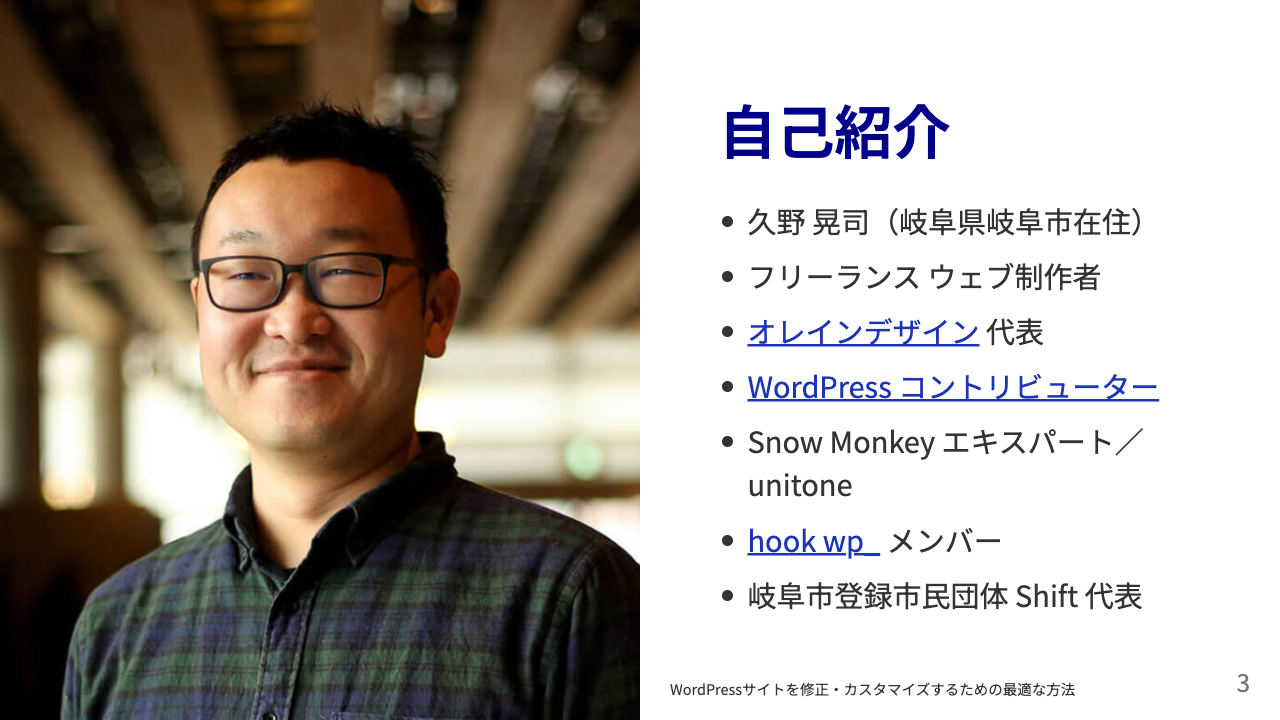 自己紹介
久野 晃司（岐阜県岐阜市在住）
フリーランス ウェブ制作者
オレインデザイン 代表
WordPress コントリビューター
Snow Monkey エキスパート／
unitone
hook wp_ メンバー
岐阜市登録市民団体 Shift 代表
WordPressサイトを修正・カスタマイズするための最適な方法
3